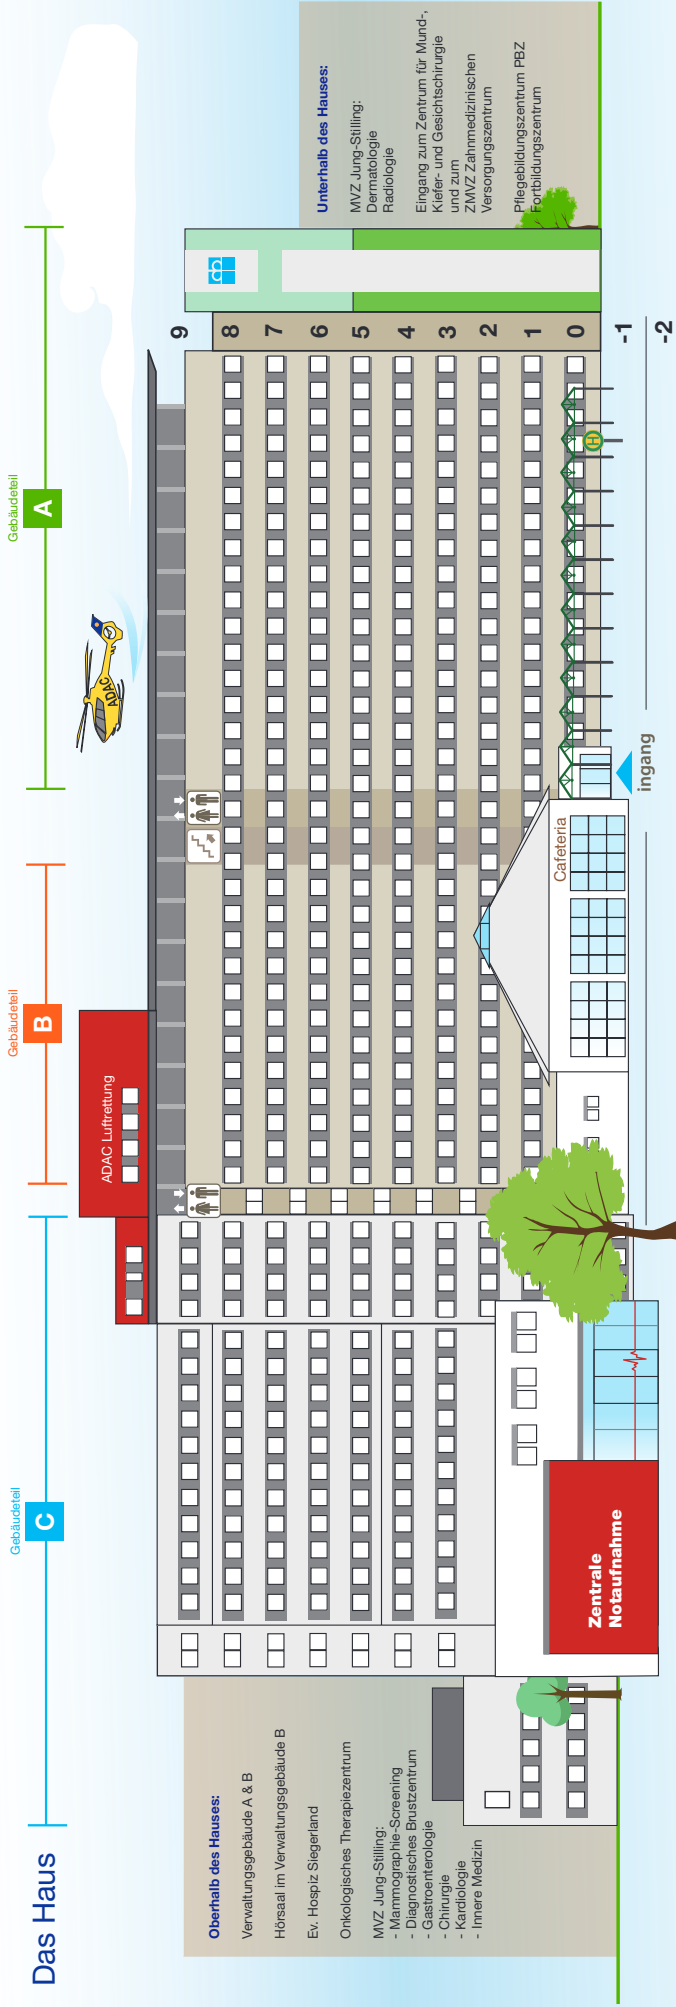 Das Haus
Gebäudeteil
C
Gebäudeteil
B
Gebäudeteil
A
Oberhalb des Hauses:
Verwaltungsgebäude A & B
Hörsaal im Verwaltungsgebäude B
Ev. Hospiz Siegerland
Onkologisches Therapiezentrum
MVZ Jung-Stilling:
- Mammographie-Screening
- Diagnostisches Brustzentrum
- Gastroenterologie
- Chirurgie
- Kardiologie
- Innere Medizin
Zentrale
Notaufnahme
ADAC Luftrettung
ADAC
Cafeteria
ingang
H
9
8
7
6
5
4
3
2
1
0
-1
-2
Unterhalb des Hauses:
MVZ Jung-Stilling:
Dermatologie
Radiologie
Eingang zum Zentrum für Mund-,
Kiefer- und Gesichtschirurgie
und zum
ZMVZ Zahnmedizinischen
Versorgungszentrum
Pflegebildungszentrum PBZ
Fortbildungszentrum